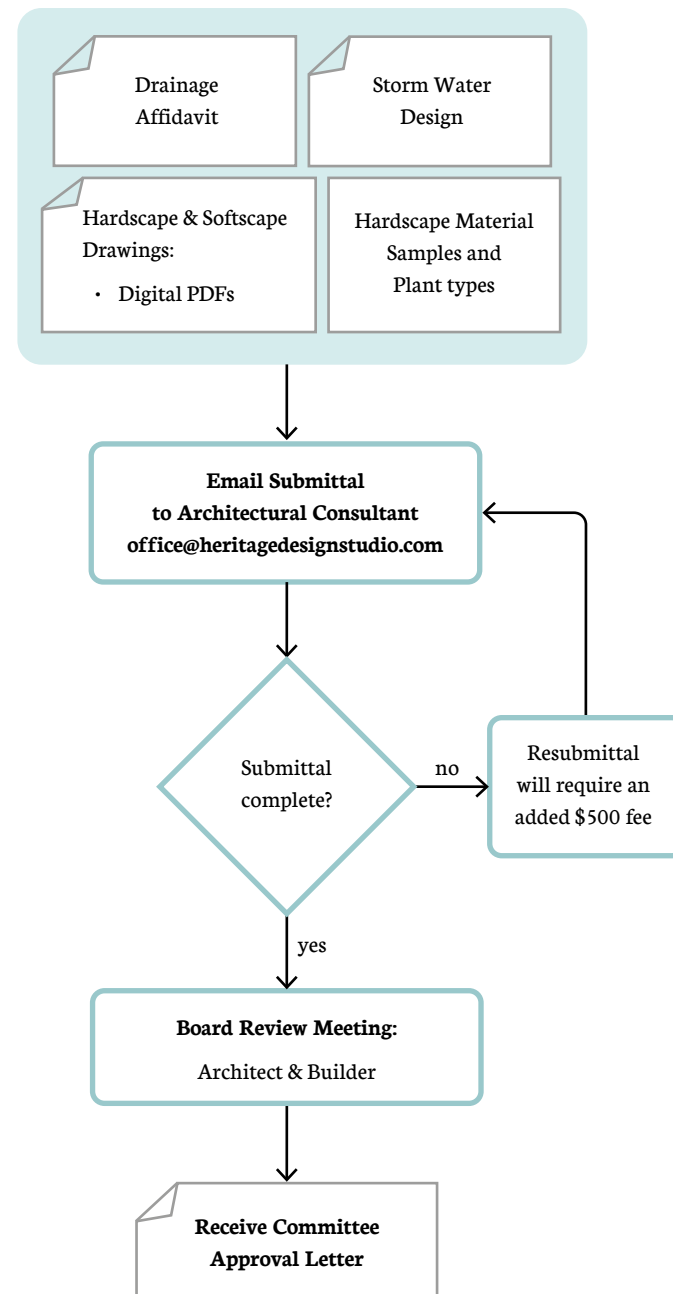 Drainage
Affidavit
Storm Water
Design
Hardscape & Softscape
Drawings:
• Digital PDFs
Hardscape Material
Samples and
Plant types
Email Submittal
to Architectural Consultant
office@heritagedesignstudio.com
Submittal
complete?
no
Resubmittal
will require an
added $500 fee
yes
Board Review Meeting:
Architect & Builder
Receive Committee
Approval Letter